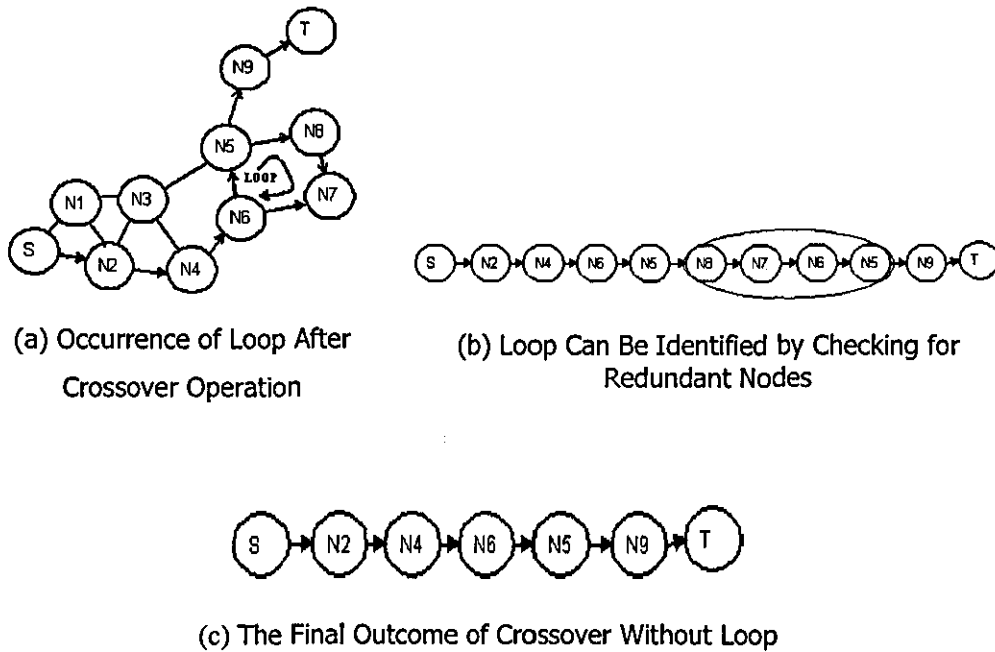 T
N9
N8
N5
LOOP
N7
N1
N3
N6
S
N2
N4
(a) Occurrence of Loop After
Crossover Operation
S N2 N4 N6 N5 N8 N7 N6 N5 N9 T
(b) Loop Can Be Identified by Checking for
Redundant Nodes
S N2 N4 N6 N5 N9 T
(c) The Final Outcome of Crossover Without Loop